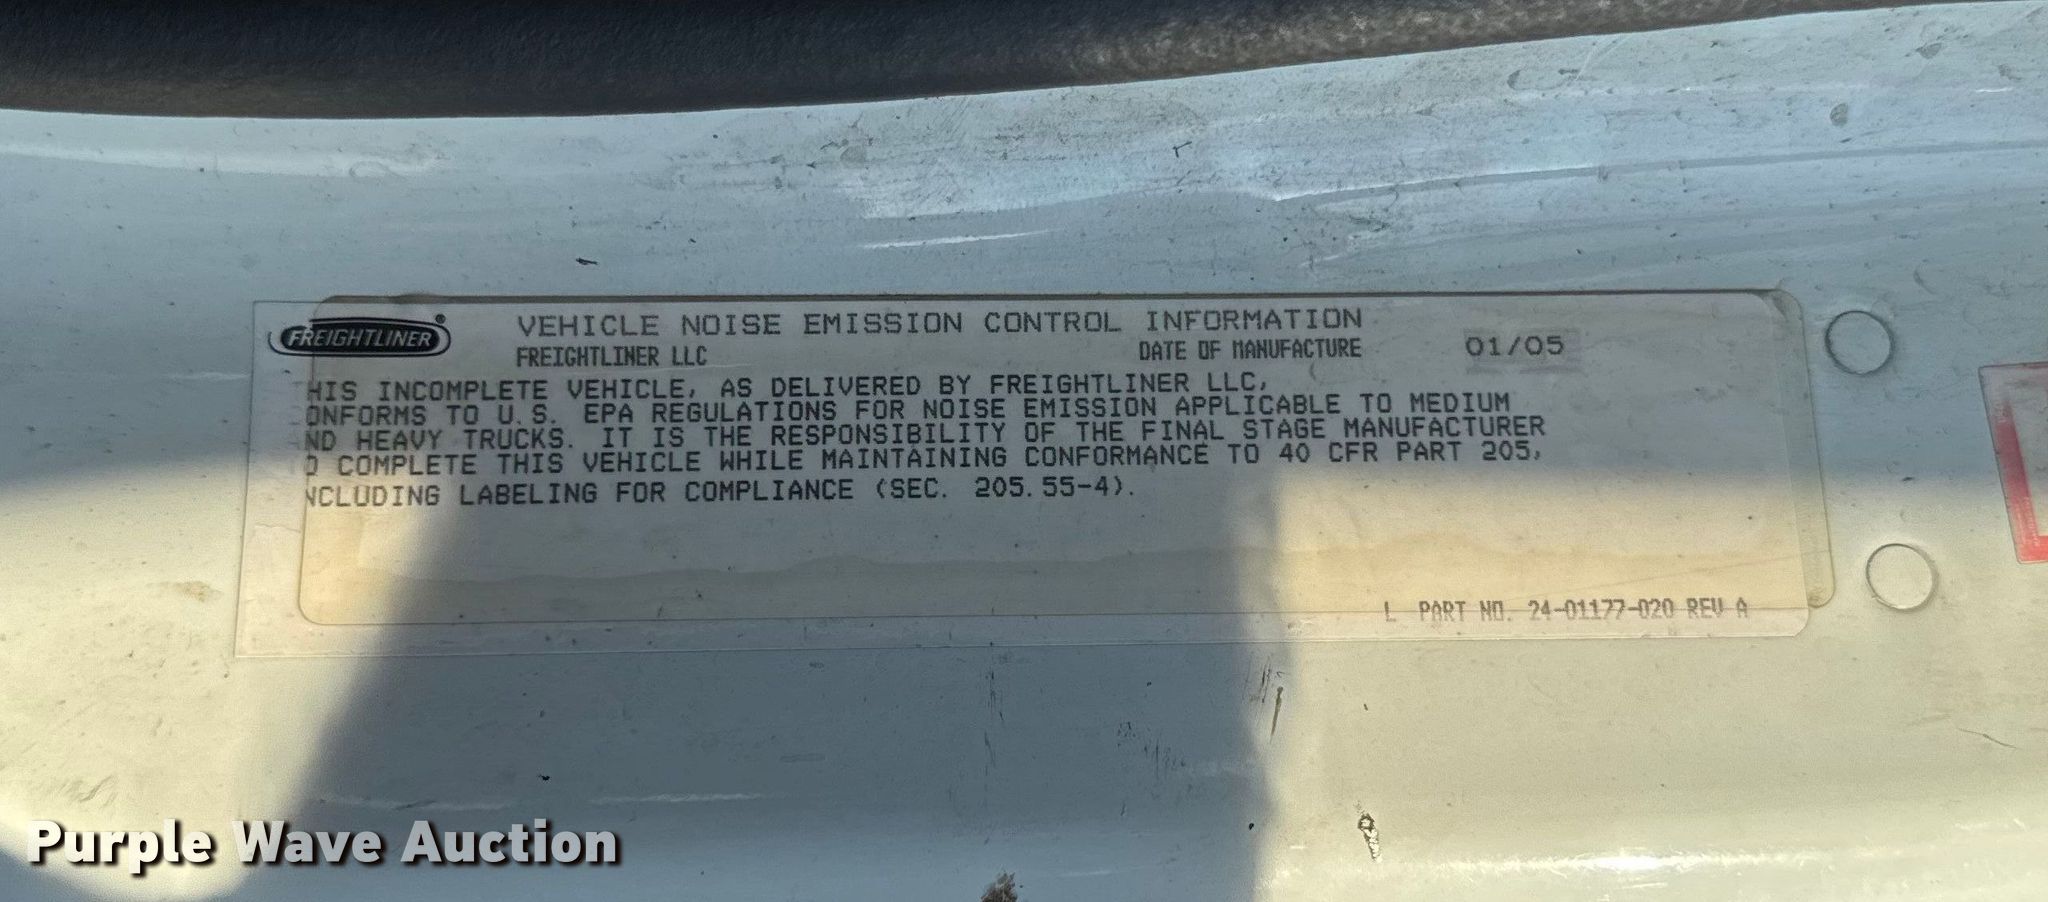 FREIGHTLINER®
VEHICLE NOISE EMISSION CONTROL INFORMATION
FREIGHTLINER LLC DATE OF MANUFACTURE 01/05
HIS INCOMPLETE VEHICLE, AS DELIVERED BY FREIGHTLINER LLC,
ONFORMS TO U.S. EPA REGULATIONS FOR NOISE EMISSION APPLICABLE TO MEDIUM
ND HEAVY TRUCKS. IT IS THE RESPONSIBILITY OF THE FINAL STAGE MANUFACTURER
O COMPLETE THIS VEHICLE WHILE MAINTAINING CONFORMANCE TO 40 CFR PART 205,
NCLUDING LABELING FOR COMPLIANCE (SEC. 205.55-4).
L PART NO. 24-01177-020 REV A
Purple Wave Auction